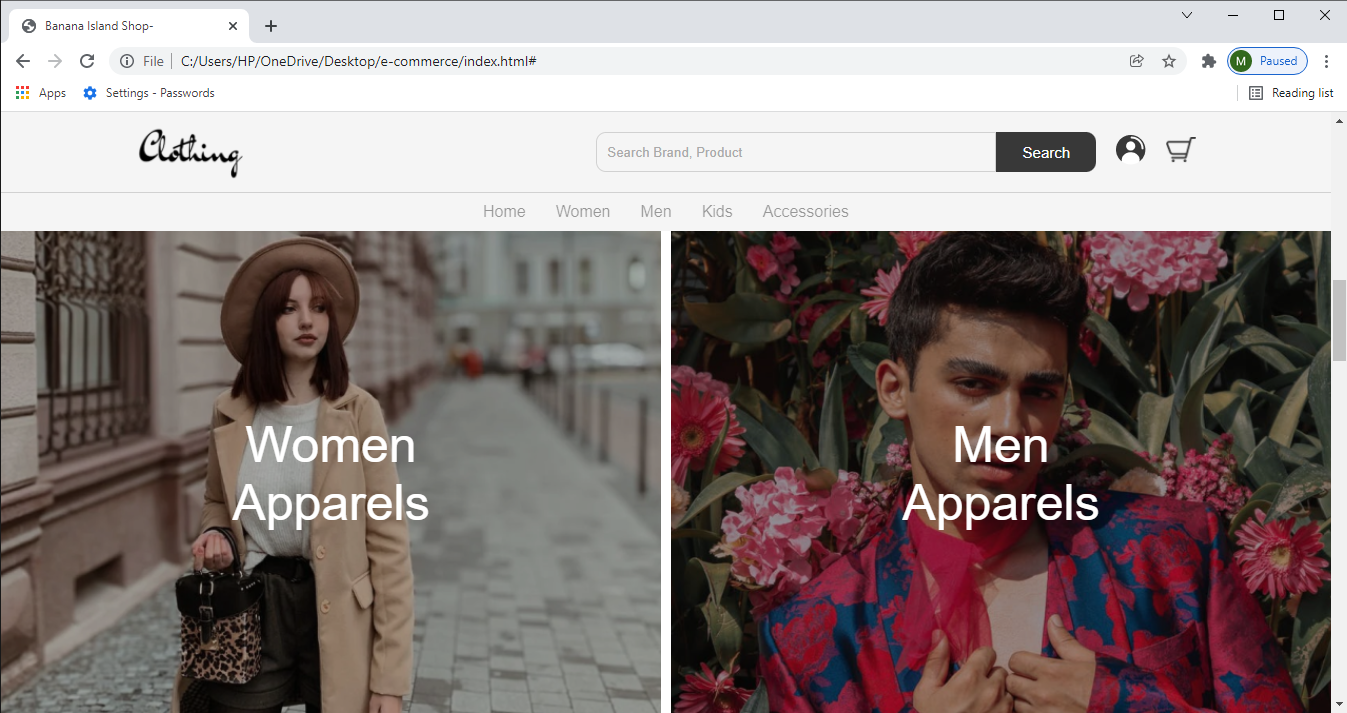 Banana Island Shop-
File C:/Users/HP/OneDrive/Desktop/e-commerce/index.html#
M Paused
Apps Settings - Passwords Reading list
Clothing
Search Brand, Product Search
Home Women Men Kids Accessories
Women
Apparels
Men
Apparels